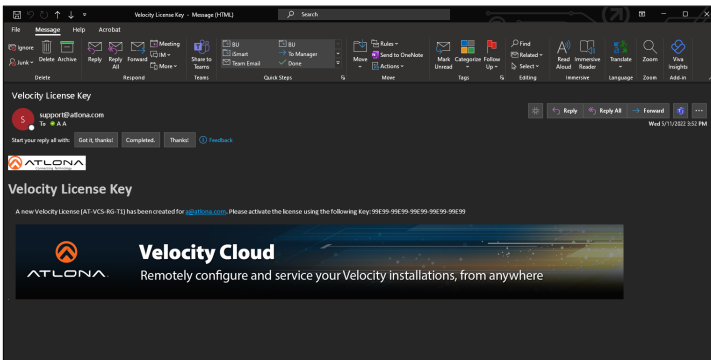 Velocity License Key - Message (HTML)
Search
File Message Help Acrobat
Ignore
Junk
Delete Archive
Reply Reply All Forward
Meeting
IM
More
Share to Teams
BU
iSmart
Team Email
BU
To Manager
Done
Move
Rules
Send to OneNote
Actions
Mark Unread
Categorize
Follow Up
Find
Related
Select
Read Aloud
Immersive Reader
Translate
Zoom
Viva Insights
Delete Respond Teams Quick Steps Move Tags Editing Immersive Language Zoom Add-in
Velocity License Key
S
support@atlona.com
To A A
Reply Reply All Forward
Wed 5/11/2022 3:52 PM
Start your reply all with: Got it, thanks! Completed. Thanks! Feedback
ATLONA
Connecting Technology
Velocity License Key
A new Velocity License (AT-VCS-RG-T1) has been created for a@atlona.com. Please activate the license using the following Key: 99E99-99E99-99E99-99E99-99E99
ATLONA
Velocity Cloud
Remotely configure and service your Velocity installations, from anywhere